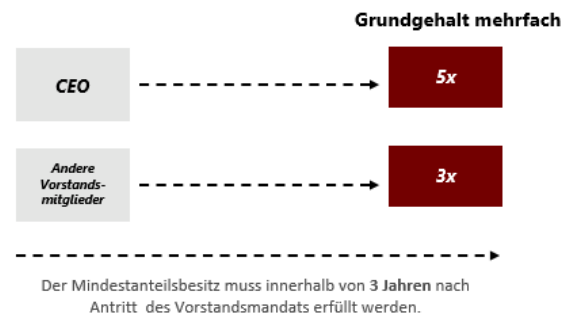 Grundgehalt mehrfach
CEO
5x
Andere
Vorstands-
mitglieder
3x
Der Mindestanteilsbesitz muss innerhalb von 3 Jahren nach
Antritt des Vorstandsmandats erfüllt werden.